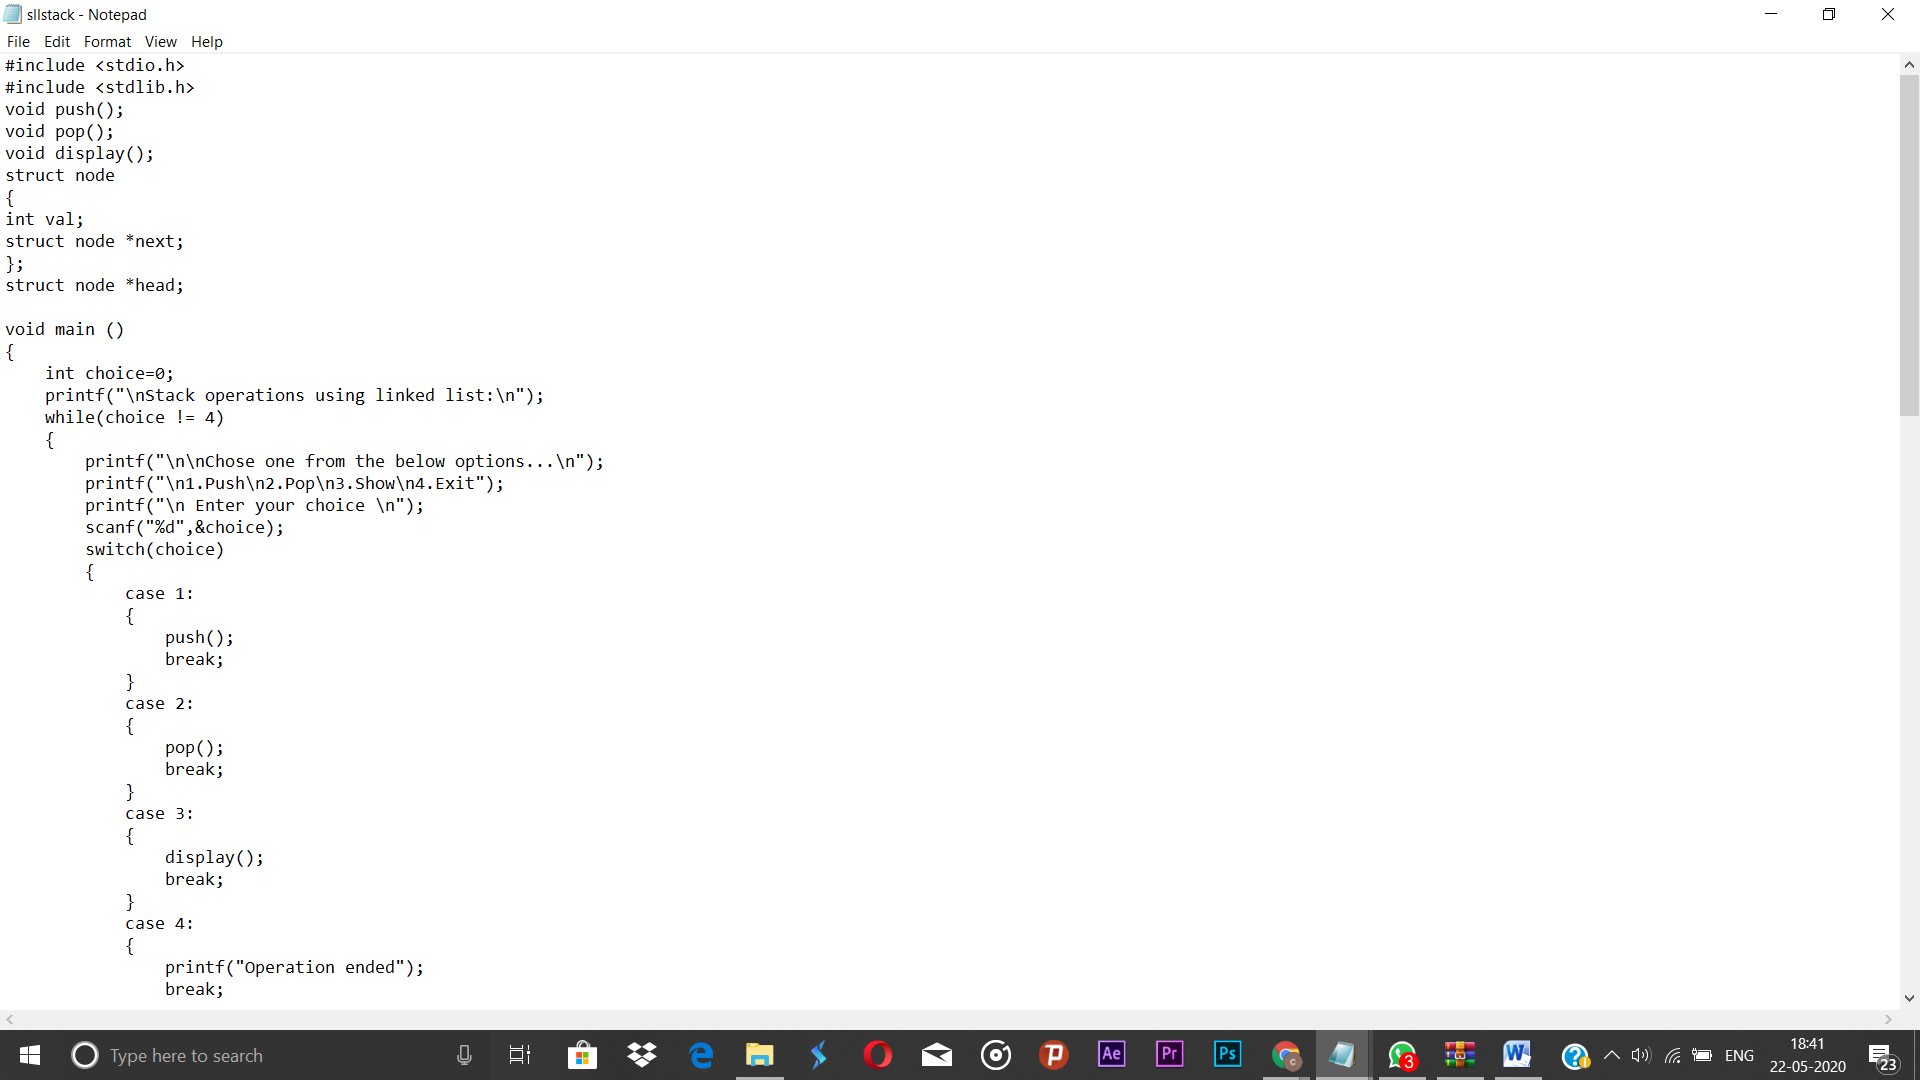 sllstack - Notepad
File Edit Format View Help
#include <stdio.h>
#include <stdlib.h>
void push();
void pop();
void display();
struct node
{
int val;
struct node *next;
};
struct node *head;

void main ()
{
    int choice=0;
    printf("\nStack operations using linked list:\n");
    while(choice != 4)
    {
        printf("\n\nChose one from the below options...\n");
        printf("\n1.Push\n2.Pop\n3.Show\n4.Exit");
        printf("\n Enter your choice \n");
        scanf("%d",&choice);
        switch(choice)
        {
            case 1:
            {
                push();
                break;
            }
            case 2:
            {
                pop();
                break;
            }
            case 3:
            {
                display();
                break;
            }
            case 4:
            {
                printf("Operation ended");
                break;
Type here to search
Ae
Pr
Ps
C
3
W
ENG
18:41
22-05-2020
23